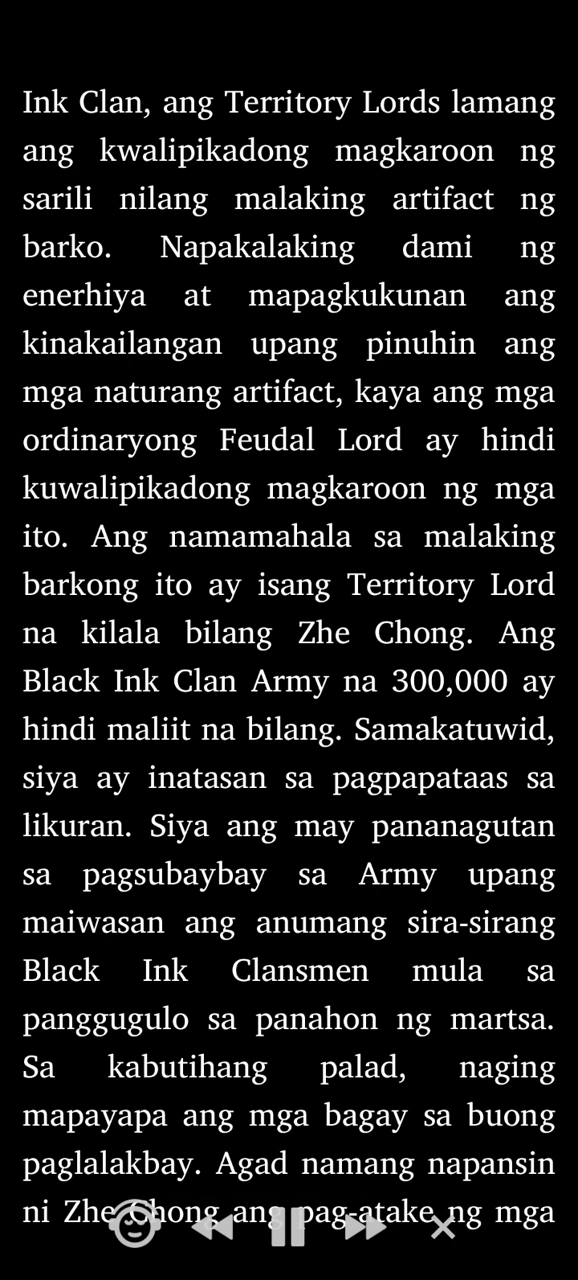 Ink Clan, ang Territory Lords lamang
ang kwalipikadong magkaroon ng
sarili nilang malaking artifact ng
barko. Napakalaking dami ng
enerhiya at mapagkukunan ang
kinakailangan upang pinuhin ang
mga naturang artifact, kaya ang mga
ordinaryong Feudal Lord ay hindi
kuwalipikadong magkaroon ng mga
ito. Ang namamahala sa malaking
barkong ito ay isang Territory Lord
na kilala bilang Zhe Chong. Ang
Black Ink Clan Army na 300,000 ay
hindi maliit na bilang. Samakatuwid,
siya ay inatasan sa pagpapataas sa
likuran. Siya ang may pananagutan
sa pagsubaybay sa Army upang
maiwasan ang anumang sira-sirang
Black Ink Clansmen mula sa
panggugulo sa panahon ng martsa.
Sa kabutihang palad, naging
mapayapa ang mga bagay sa buong
paglalakbay. Agad namang napansin
ni Zhe Chong ang pag-atake ng mga